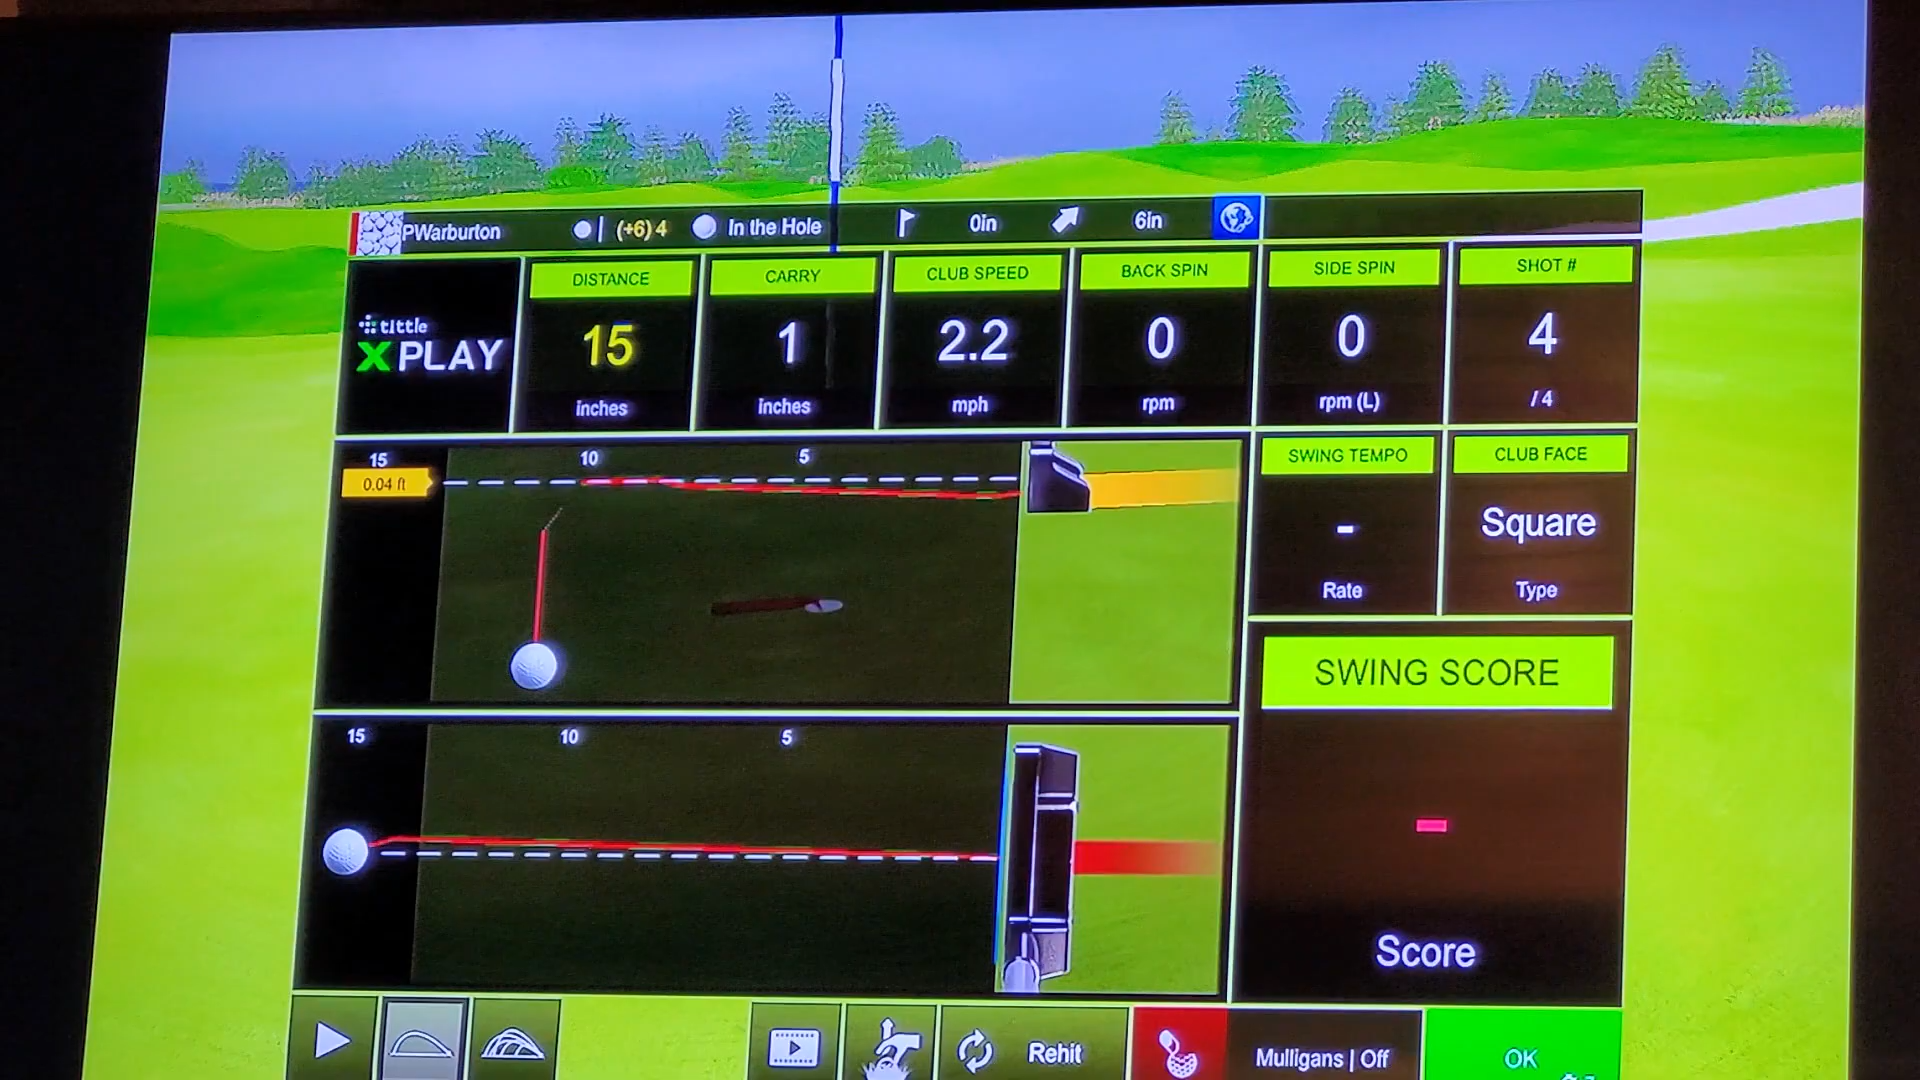 PWarburton
(+6) 4
In the Hole
0in
6in
tittle
X PLAY
DISTANCE
15
inches
CARRY
1
inches
CLUB SPEED
2.2
mph
BACK SPIN
0
rpm
SIDE SPIN
0
rpm (L)
SHOT #
4
/ 4
15 10 5
0.04 ft
SWING TEMPO
-
Rate
CLUB FACE
Square
Type
15 10 5
SWING SCORE
-
Score
Rehit
Mulligans | Off
OK